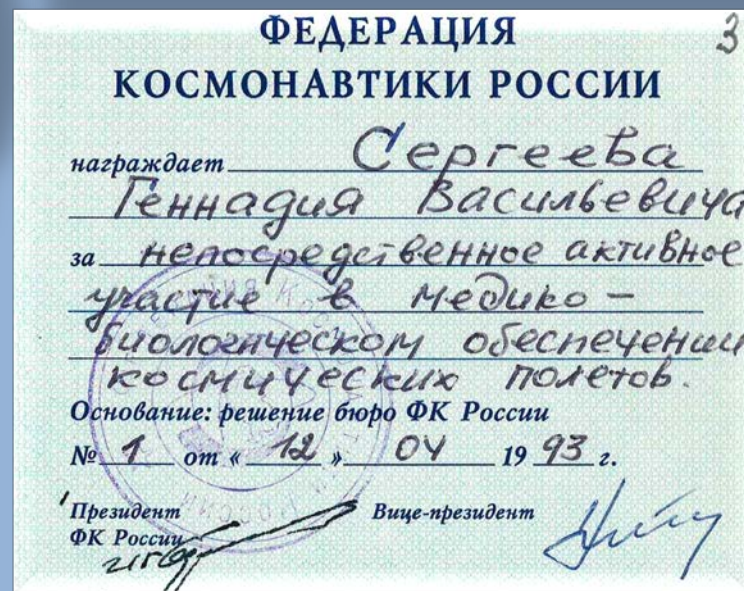 3
ФЕДЕРАЦИЯ
КОСМОНАВТИКИ РОССИИ
награждает Сергеева
Геннадия Васильевича
за непосредственное активное
участие в медико-
биологическом обеспечении
космических полетов.
Основание: решение бюро ФК России
№ 1 от « 12 » 04 19 93 г.
Президент Вице-президент
ФК России